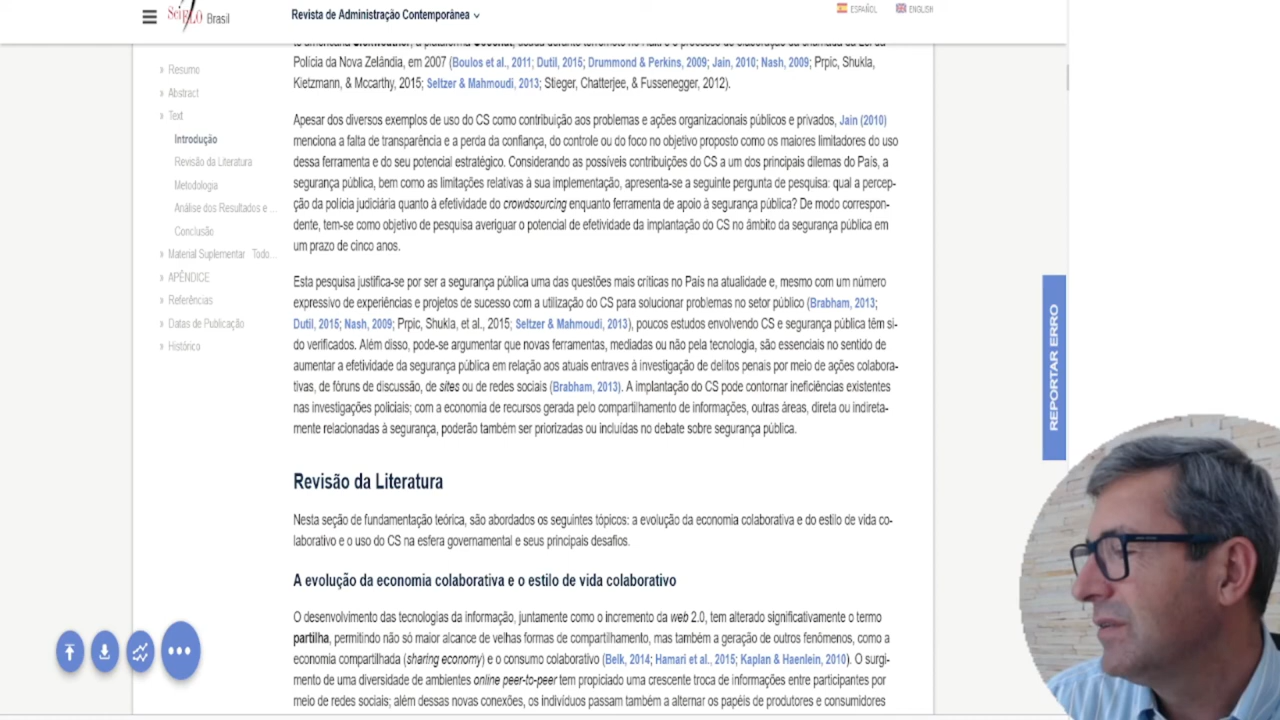 SciELO Brasil
Revista de Administração Contemporânea
ESPAÑOL
ENGLISH
Resumo
Abstract
Text
Introdução
Revisão da Literatura
Metodologia
Análise dos Resultados e ...
Conclusão
Material Suplementar Todo...
APÊNDICE
Referências
Datas de Publicação
Histórico
Polícia da Nova Zelândia, em 2007 (Boulos et al., 2011; Dutil, 2015; Drummond & Perkins, 2009; Jain, 2010; Nash, 2009; Prpic, Shukla,
Kietzmann, & Mccarthy, 2015; Seltzer & Mahmoudi, 2013; Stieger, Chatterjee, & Fussenegger, 2012).
Apesar dos diversos exemplos de uso do CS como contribuição aos problemas e ações organizacionais públicos e privados, Jain (2010)
menciona a falta de transparência e a perda da confiança, do controle ou do foco no objetivo proposto como os maiores limitadores do uso
dessa ferramenta e do seu potencial estratégico. Considerando as possíveis contribuições do CS a um dos principais dilemas do País, a
segurança pública, bem como as limitações relativas à sua implementação, apresenta-se a seguinte pergunta de pesquisa: qual a percep-
ção da polícia judiciária quanto à efetividade do crowdsourcing enquanto ferramenta de apoio à segurança pública? De modo correspon-
dente, tem-se como objetivo de pesquisa averiguar o potencial de efetividade da implantação do CS no âmbito da segurança pública em
um prazo de cinco anos.
Esta pesquisa justifica-se por ser a segurança pública uma das questões mais críticas no País na atualidade e, mesmo com um número
expressivo de experiências e projetos de sucesso com a utilização do CS para solucionar problemas no setor público (Brabham, 2013;
Dutil, 2015; Nash, 2009; Prpic, Shukla, et al., 2015; Seltzer & Mahmoudi, 2013), poucos estudos envolvendo CS e segurança pública têm si-
do verificados. Além disso, pode-se argumentar que novas ferramentas, mediadas ou não pela tecnologia, são essenciais no sentido de
aumentar a efetividade da segurança pública em relação aos atuais entraves à investigação de delitos penais por meio de ações colabora-
tivas, de fóruns de discussão, de sites ou de redes sociais (Brabham, 2013). A implantação do CS pode contornar ineficiências existentes
nas investigações policiais; com a economia de recursos gerada pelo compartilhamento de informações, outras áreas, direta ou indireta-
mente relacionadas à segurança, poderão também ser priorizadas ou incluídas no debate sobre segurança pública.
Revisão da Literatura
Nesta seção de fundamentação teórica, são abordados os seguintes tópicos: a evolução da economia colaborativa e do estilo de vida co-
laborativo e o uso do CS na esfera governamental e seus principais desafios.
A evolução da economia colaborativa e o estilo de vida colaborativo
O desenvolvimento das tecnologias da informação, juntamente como o incremento da web 2.0, tem alterado significativamente o termo
partilha, permitindo não só maior alcance de velhas formas de compartilhamento, mas também a geração de outros fenômenos, como a
economia compartilhada (sharing economy) e o consumo colaborativo (Belk, 2014; Hamari et al., 2015; Kaplan & Haenlein, 2010). O surgi-
mento de uma diversidade de ambientes online peer-to-peer tem propiciado uma crescente troca de informações entre participantes por
meio de redes sociais; além dessas novas conexões, os indivíduos passam também a alternar os papéis de produtores e consumidores
REPORTAR ERRO